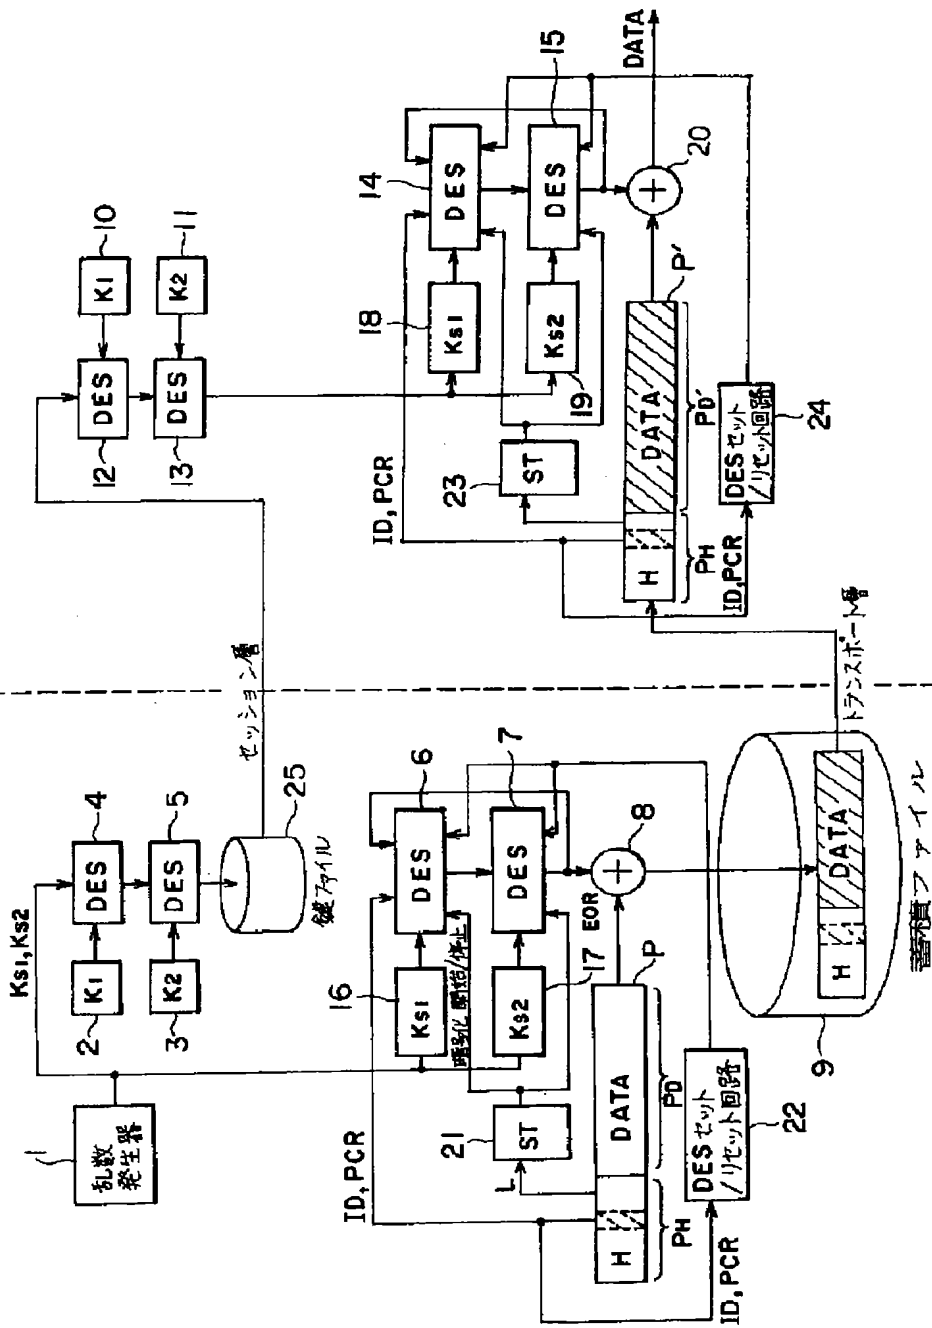 1
乱数
発生器
Ks1,Ks2
2
K1
DES
4
3
K2
DES
5
25
鍵ファイル
セッション層
ID,PCR
16
Ks1
DES
6
暗号化開始/停止
17
Ks2
DES
7
21
ST
L
EOR
8
H
DATA
P
PH
PD
ID,PCR
DESセット
/リセット回路
22
9
H
DATA
蓄積ファイル
トランスポート層
12
DES
K1
10
13
DES
K2
11
ID,PCR
18
Ks1
DES
14
19
Ks2
DES
15
23
ST
20
DATA
H
DATA
P'
PH
PD'
ID,PCR
DESセット
/リセット回路
24